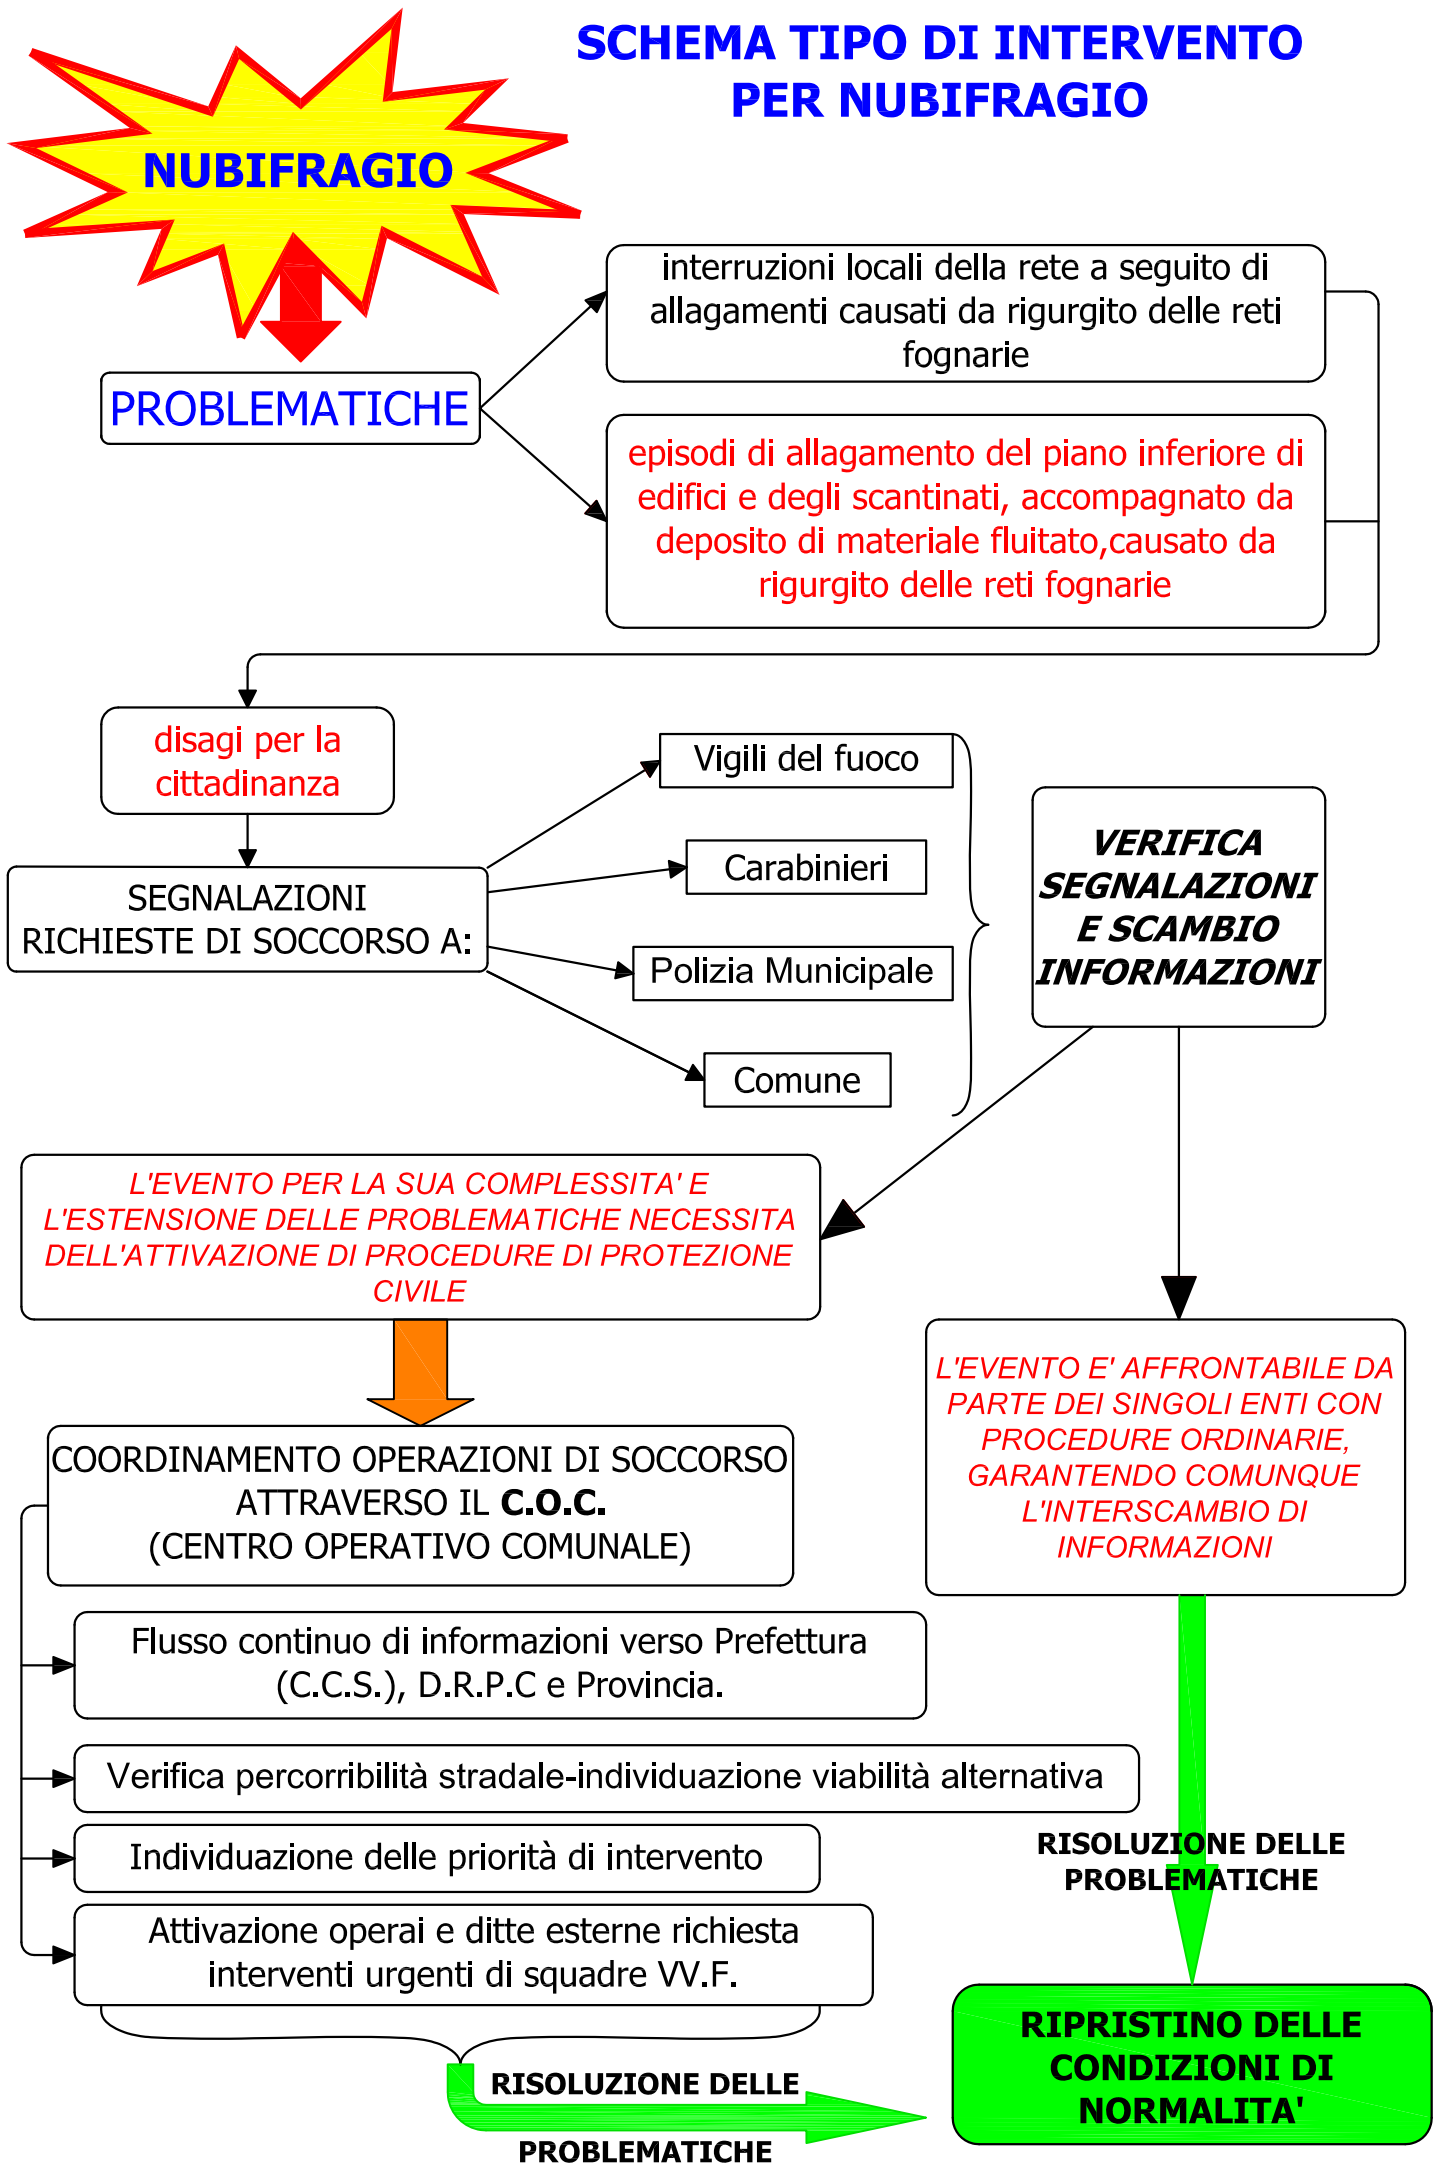 SCHEMA TIPO DI INTERVENTO
PER NUBIFRAGIO
NUBIFRAGIO
PROBLEMATICHE
interruzioni locali della rete a seguito di
allagamenti causati da rigurgito delle reti
fognarie
episodi di allagamento del piano inferiore di
edifici e degli scantinati, accompagnato da
deposito di materiale fluitato,causato da
rigurgito delle reti fognarie
disagi per la
cittadinanza
SEGNALAZIONI
RICHIESTE DI SOCCORSO A:
Vigili del fuoco
Carabinieri
Polizia Municipale
Comune
VERIFICA
SEGNALAZIONI
E SCAMBIO
INFORMAZIONI
L'EVENTO PER LA SUA COMPLESSITA' E
L'ESTENSIONE DELLE PROBLEMATICHE NECESSITA
DELL'ATTIVAZIONE DI PROCEDURE DI PROTEZIONE
CIVILE
L'EVENTO E' AFFRONTABILE DA
PARTE DEI SINGOLI ENTI CON
PROCEDURE ORDINARIE,
GARANTENDO COMUNQUE
L'INTERSCAMBIO DI
INFORMAZIONI
COORDINAMENTO OPERAZIONI DI SOCCORSO
ATTRAVERSO IL C.O.C.
(CENTRO OPERATIVO COMUNALE)
Flusso continuo di informazioni verso Prefettura
(C.C.S.), D.R.P.C e Provincia.
Verifica percorribilità stradale-individuazione viabilità alternativa
Individuazione delle priorità di intervento
Attivazione operai e ditte esterne richiesta
interventi urgenti di squadre VV.F.
RISOLUZIONE DELLE
PROBLEMATICHE
RISOLUZIONE DELLE
PROBLEMATICHE
RIPRISTINO DELLE
CONDIZIONI DI
NORMALITA'